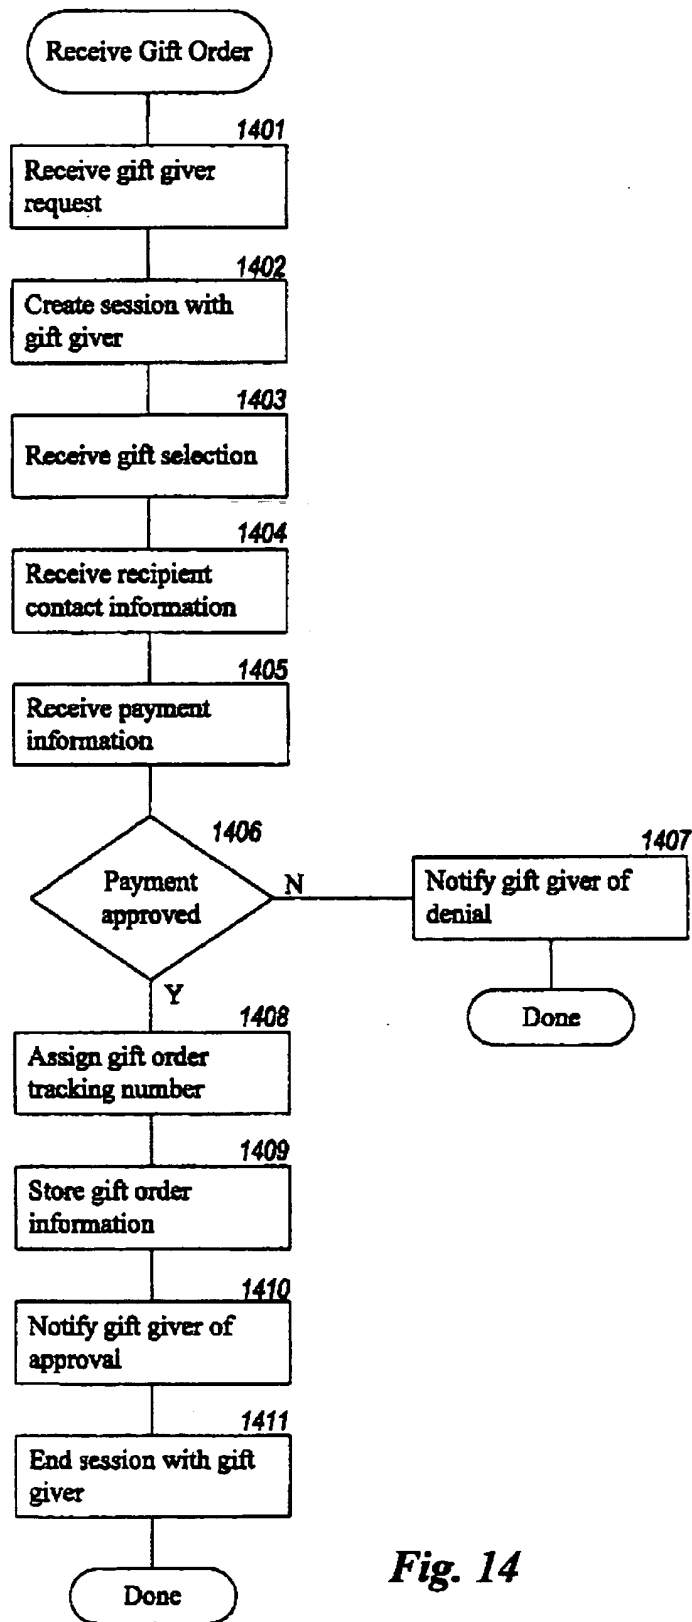 Receive Gift Order
1401
Receive gift giver
request
1402
Create session with
gift giver
1403
Receive gift selection
1404
Receive recipient
contact information
1405
Receive payment
information
1406
Payment
approved
N
1407
Notify gift giver of
denial
Done
Y
1408
Assign gift order
tracking number
1409
Store gift order
information
1410
Notify gift giver of
approval
1411
End session with gift
giver
Done
Fig. 14